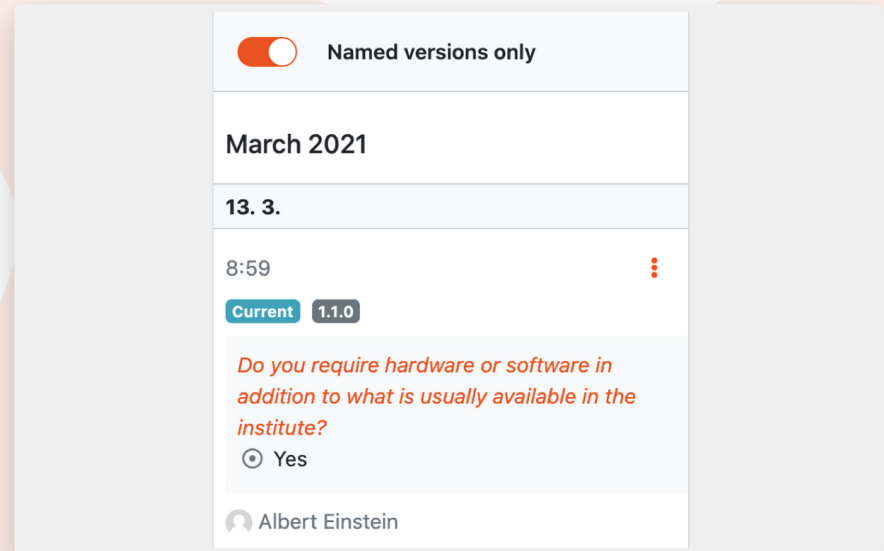 Named versions only
March 2021
13. 3.
8:59
Current 1.1.0
Do you require hardware or software in
addition to what is usually available in the
institute?
Yes
Albert Einstein